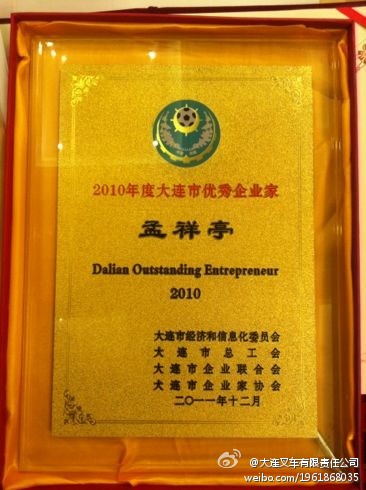 2010年度大连市优秀企业家
孟祥亭
Dalian Outstanding Entrepreneur
2010
大连市经济和信息化委员会
大连市总工会
大连市企业联合会
大连市企业家协会
二〇一一年十二月
@大连叉车有限责任公司
weibo.com/1961868035